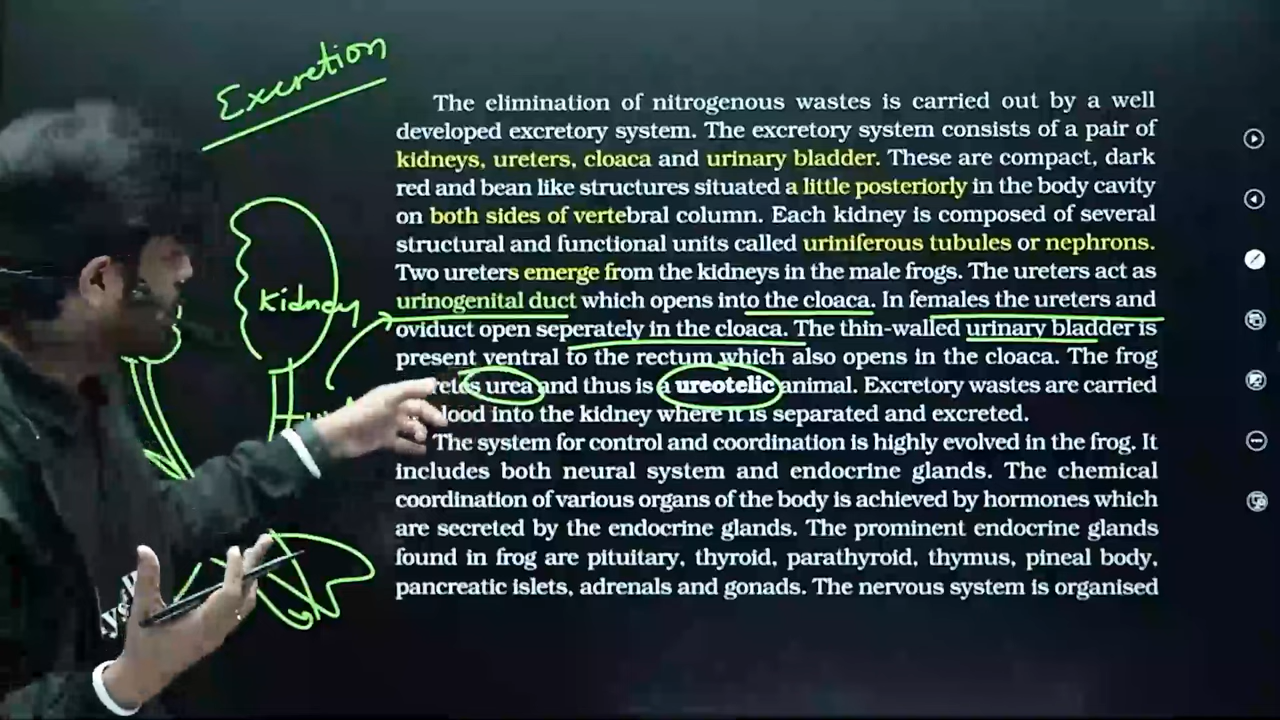 Excretion
The elimination of nitrogenous wastes is carried out by a well
developed excretory system. The excretory system consists of a pair of
kidneys, ureters, cloaca and urinary bladder. These are compact, dark
red and bean like structures situated a little posteriorly in the body cavity
on both sides of vertebral column. Each kidney is composed of several
structural and functional units called uriniferous tubules or nephrons.
Two ureters emerge from the kidneys in the male frogs. The ureters act as
urinogenital duct which opens into the cloaca. In females the ureters and
oviduct open seperately in the cloaca. The thin-walled urinary bladder is
present ventral to the rectum which also opens in the cloaca. The frog
urea and thus is a ureotelic animal. Excretory wastes are carried
into the kidney where it is separated and excreted.
The system for control and coordination is highly evolved in the frog. It
includes both neural system and endocrine glands. The chemical
coordination of various organs of the body is achieved by hormones which
are secreted by the endocrine glands. The prominent endocrine glands
found in frog are pituitary, thyroid, parathyroid, thymus, pineal body,
pancreatic islets, adrenals and gonads. The nervous system is organised
Kidney